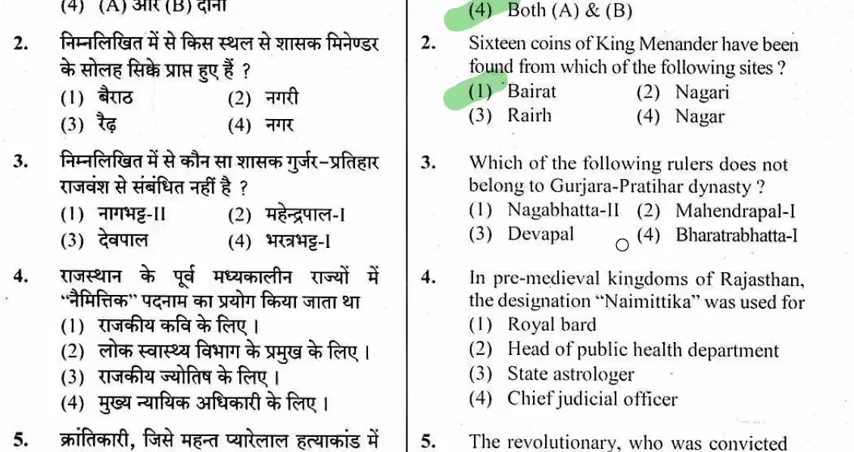 (4) (A) और (B) दोनों
2. निम्नलिखित में से किस स्थल से शासक मिनेण्डर
के सोलह सिक्के प्राप्त हुए हैं ?
(1) बैराठ (2) नगरी
(3) रैढ़ (4) नगर
3. निम्नलिखित में से कौन सा शासक गुर्जर-प्रतिहार
राजवंश से संबंधित नहीं है ?
(1) नागभट्ट-II (2) महेन्द्रपाल-I
(3) देवपाल (4) भरत्रभट्ट-I
4. राजस्थान के पूर्व मध्यकालीन राज्यों में
“नैमित्तिक” पदनाम का प्रयोग किया जाता था
(1) राजकीय कवि के लिए ।
(2) लोक स्वास्थ्य विभाग के प्रमुख के लिए ।
(3) राजकीय ज्योतिष के लिए ।
(4) मुख्य न्यायिक अधिकारी के लिए ।
5. क्रांतिकारी, जिसे महन्त प्यारेलाल हत्याकांड में
(4) Both (A) & (B)
2. Sixteen coins of King Menander have been
found from which of the following sites ?
(1) Bairat (2) Nagari
(3) Rairh (4) Nagar
3. Which of the following rulers does not
belong to Gurjara-Pratihar dynasty ?
(1) Nagabhatta-II (2) Mahendrapal-I
(3) Devapal (4) Bharatrabhatta-I
4. In pre-medieval kingdoms of Rajasthan,
the designation “Naimittika” was used for
(1) Royal bard
(2) Head of public health department
(3) State astrologer
(4) Chief judicial officer
5. The revolutionary, who was convicted